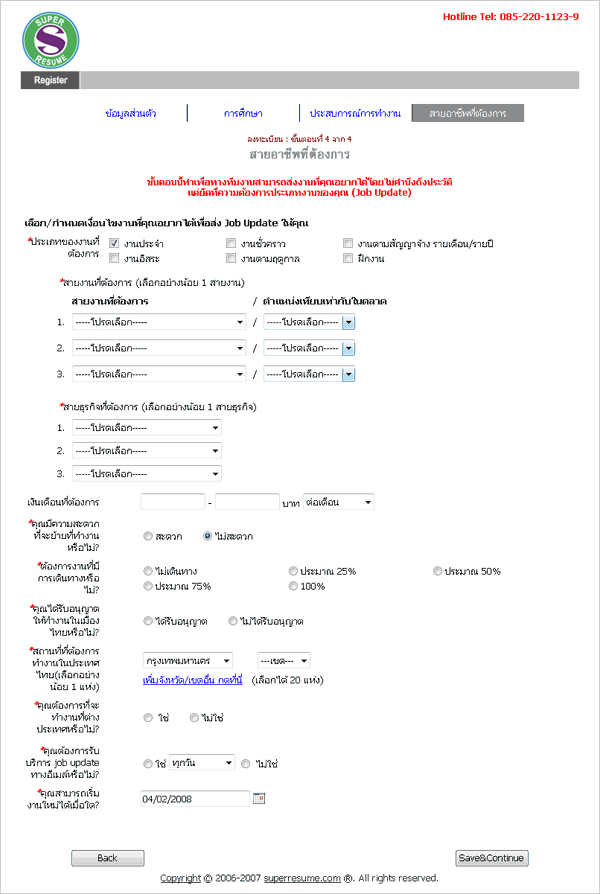 Hotline Tel: 085-220-1123-9
SUPER
S
RESUME
Register
ข้อมูลส่วนตัว
การศึกษา
ประสบการณ์การทำงาน
สายอาชีพที่ต้องการ
ลงทะเบียน : ขั้นตอนที่ 4 จาก 4
สายอาชีพที่ต้องการ
ขั้นตอนนี้ทำเพื่อทางทีมงานสามารถส่งงานที่คุณอยากได้โดยไม่คำนึงถึงประวัติ
แต่ยึดที่ความต้องการประเภทงานของคุณ (Job Update)
เลือก/กำหนดเงื่อนไขงานที่คุณอยากได้เพื่อส่ง Job Update ให้คุณ
*ประเภทของงานที่
ต้องการ
งานประจำ
งานชั่วคราว
งานตามสัญญาจ้าง รายเดือน/รายปี
งานอิสระ
งานตามฤดูกาล
ฝึกงาน
*สายงานที่ต้องการ (เลือกอย่างน้อย 1 สายงาน)
สายงานที่ต้องการ / ตำแหน่งเทียบเท่ากับในตลาด
1. -----โปรดเลือก----- / -----โปรดเลือก-----
2. -----โปรดเลือก----- / -----โปรดเลือก-----
3. -----โปรดเลือก----- / -----โปรดเลือก-----
*สายธุรกิจที่ต้องการ (เลือกอย่างน้อย 1 สายธุรกิจ)
1. -----โปรดเลือก-----
2. -----โปรดเลือก-----
3. -----โปรดเลือก-----
เงินเดือนที่ต้องการ - บาท ต่อเดือน
*คุณมีความสะดวก
ที่จะย้ายที่ทำงาน
หรือไม่?
สะดวก
ไม่สะดวก
*ต้องการงานที่มี
การเดินทางหรือ
ไม่?
ไม่เดินทาง
ประมาณ 25%
ประมาณ 50%
ประมาณ 75%
100%
*คุณได้รับอนุญาต
ให้ทำงานในเมือง
ไทยหรือไม่?
ได้รับอนุญาต
ไม่ได้รับอนุญาต
*สถานที่ที่ต้องการ
ทำงานในประเทศ
ไทย(เลือกอย่าง
น้อย 1 แห่ง)
กรุงเทพมหานคร
---เขต---
เพิ่มจังหวัด/เขตอื่น กดที่นี่ (เลือกได้ 20 แห่ง)
*คุณต้องการที่จะ
ทำงานที่ต่าง
ประเทศหรือไม่?
ใช่
ไม่ใช่
*คุณต้องการรับ
บริการ job update
ทางอีเมล์หรือไม่?
ใช่ ทุกวัน
ไม่ใช่
*คุณสามารถเริ่ม
งานใหม่ได้เมื่อใด?
04/02/2008
Back
Save&Continue
Copyright © 2006-2007 superresume.com ®. All rights reserved.